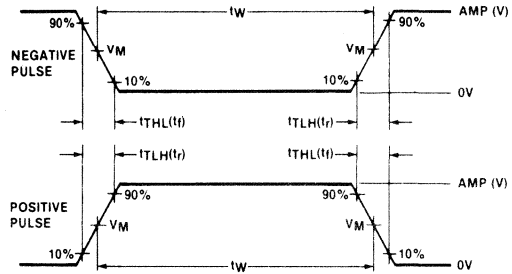 tW
AMP (V)
90%
90%
NEGATIVE
PULSE
VM
VM
10%
10%
0V
tTHL(tf)
tTLH(tr)
tTLH(tr)
tTHL(tf)
AMP (V)
90%
90%
POSITIVE
PULSE
VM
VM
10%
10%
0V
tW